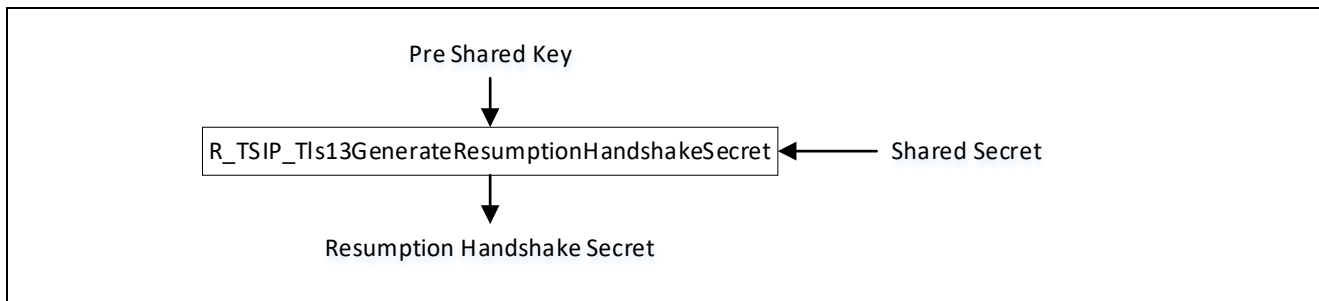 Pre Shared Key
R_TSIP_Tls13GenerateResumptionHandshakeSecret
Shared Secret
Resumption Handshake Secret